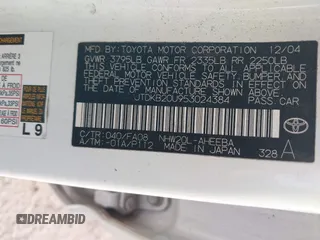 MFD BY: TOYOTA MOTOR CORPORATION 12/04
GVWR 3795LB GAWR FR 2335LB RR 2250LB
THIS VEHICLE CONFORMS TO ALL APPLICABLE
FEDERAL MOTOR VEHICLE SAFETY, BUMPER,
AND THEFT PREVENTION STANDARDS IN EFFECT ON
THE DATE OF MANUFACTURE SHOWN ABOVE.
JTDKB20U953024384 PASS CAR
C/TR: 040/FA08 NHW20L-AHEEBA
A/TM: -01A/P112 MADE IN JAPAN 328 A
TOYOTA
L 9
DREAMBID